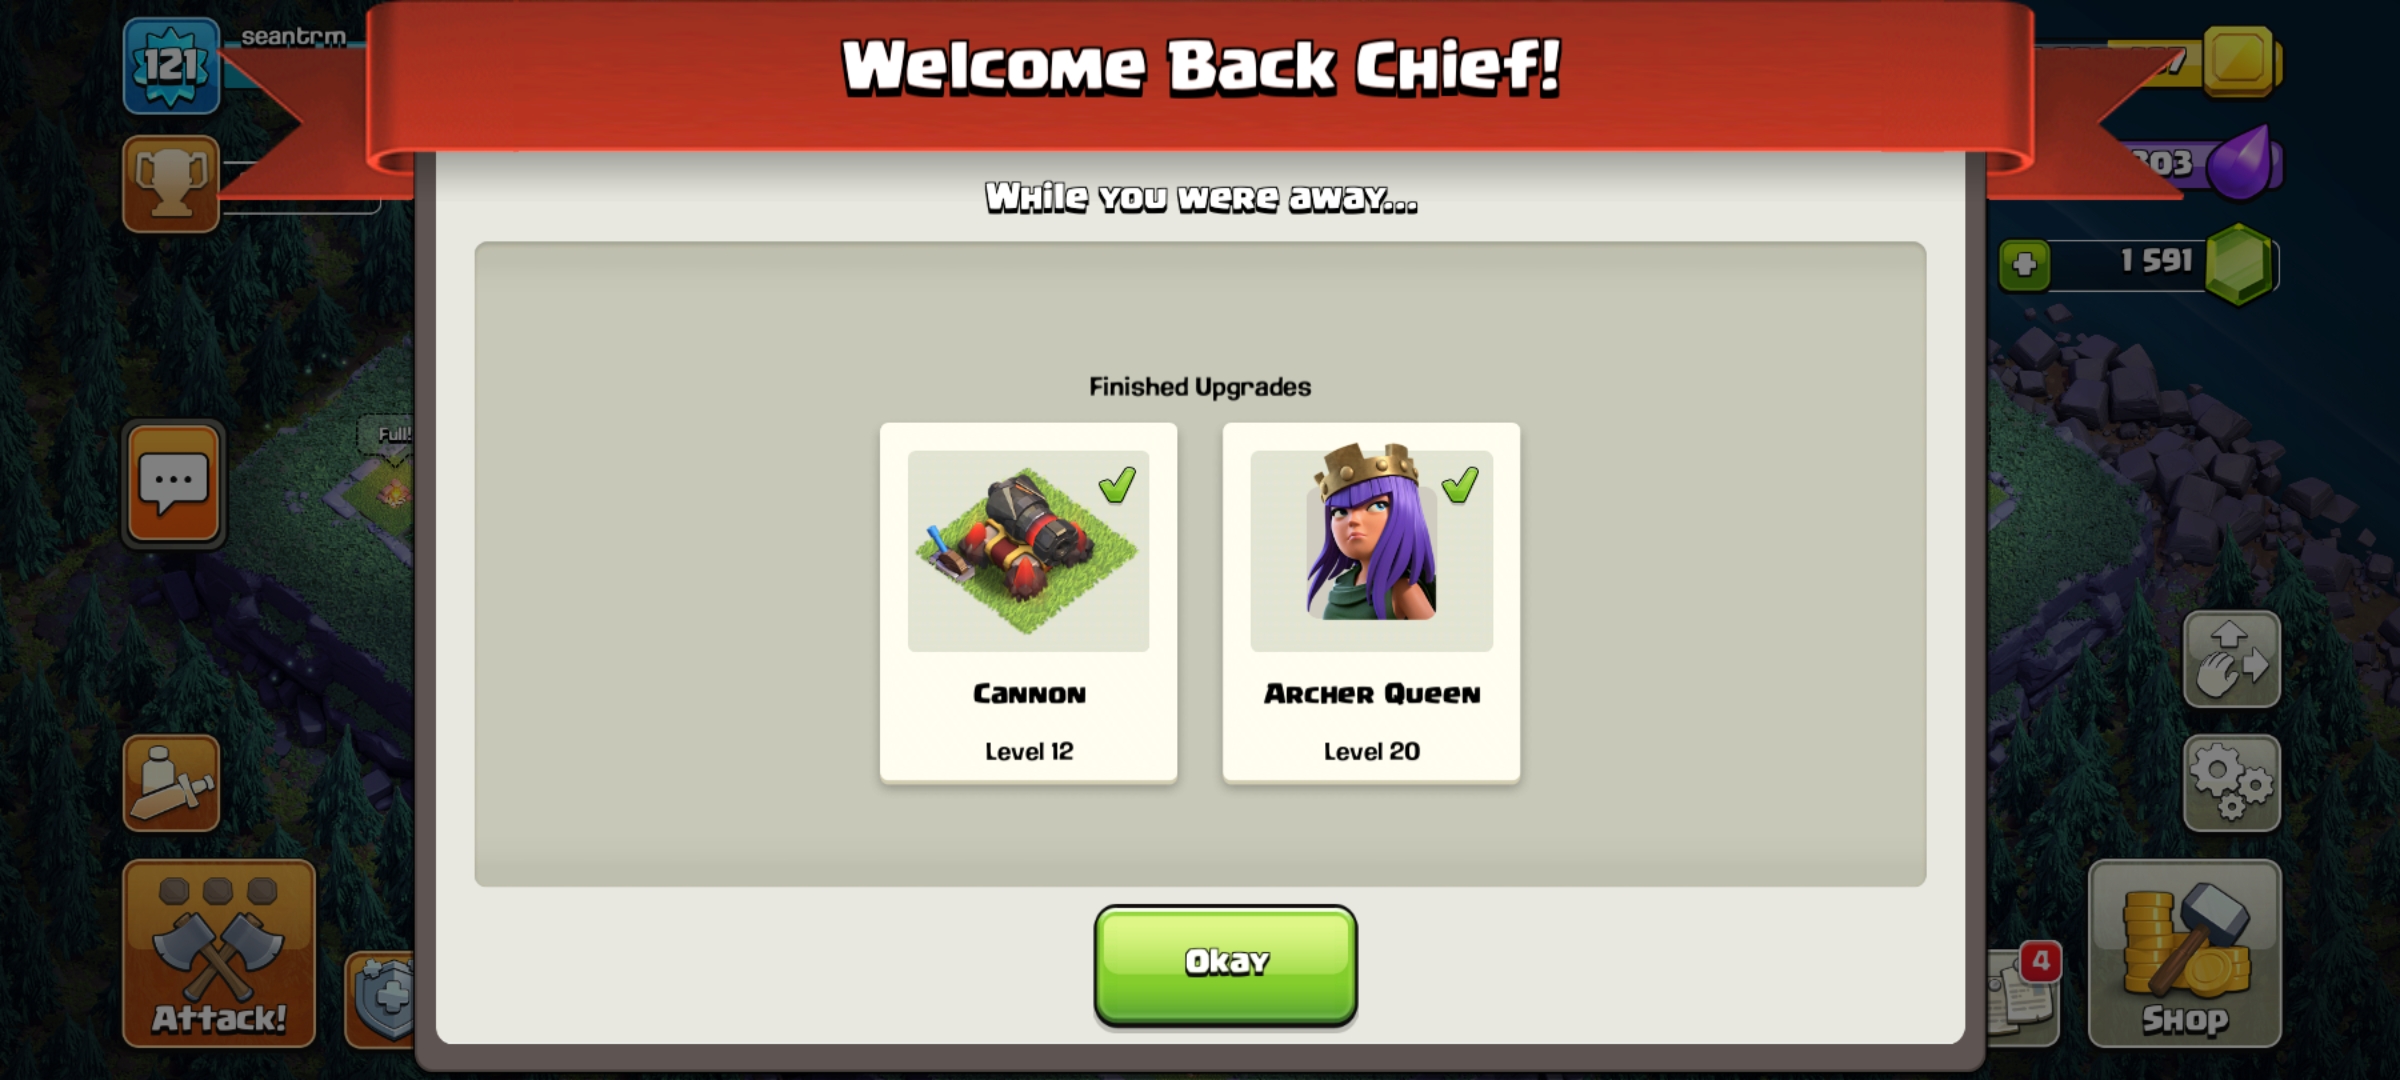 Welcome Back Chief!
121
seantrm
While you were away...
1 591
Full!
Finished Upgrades
Cannon
Level 12
Archer Queen
Level 20
Okay
Attack!
4
Shop